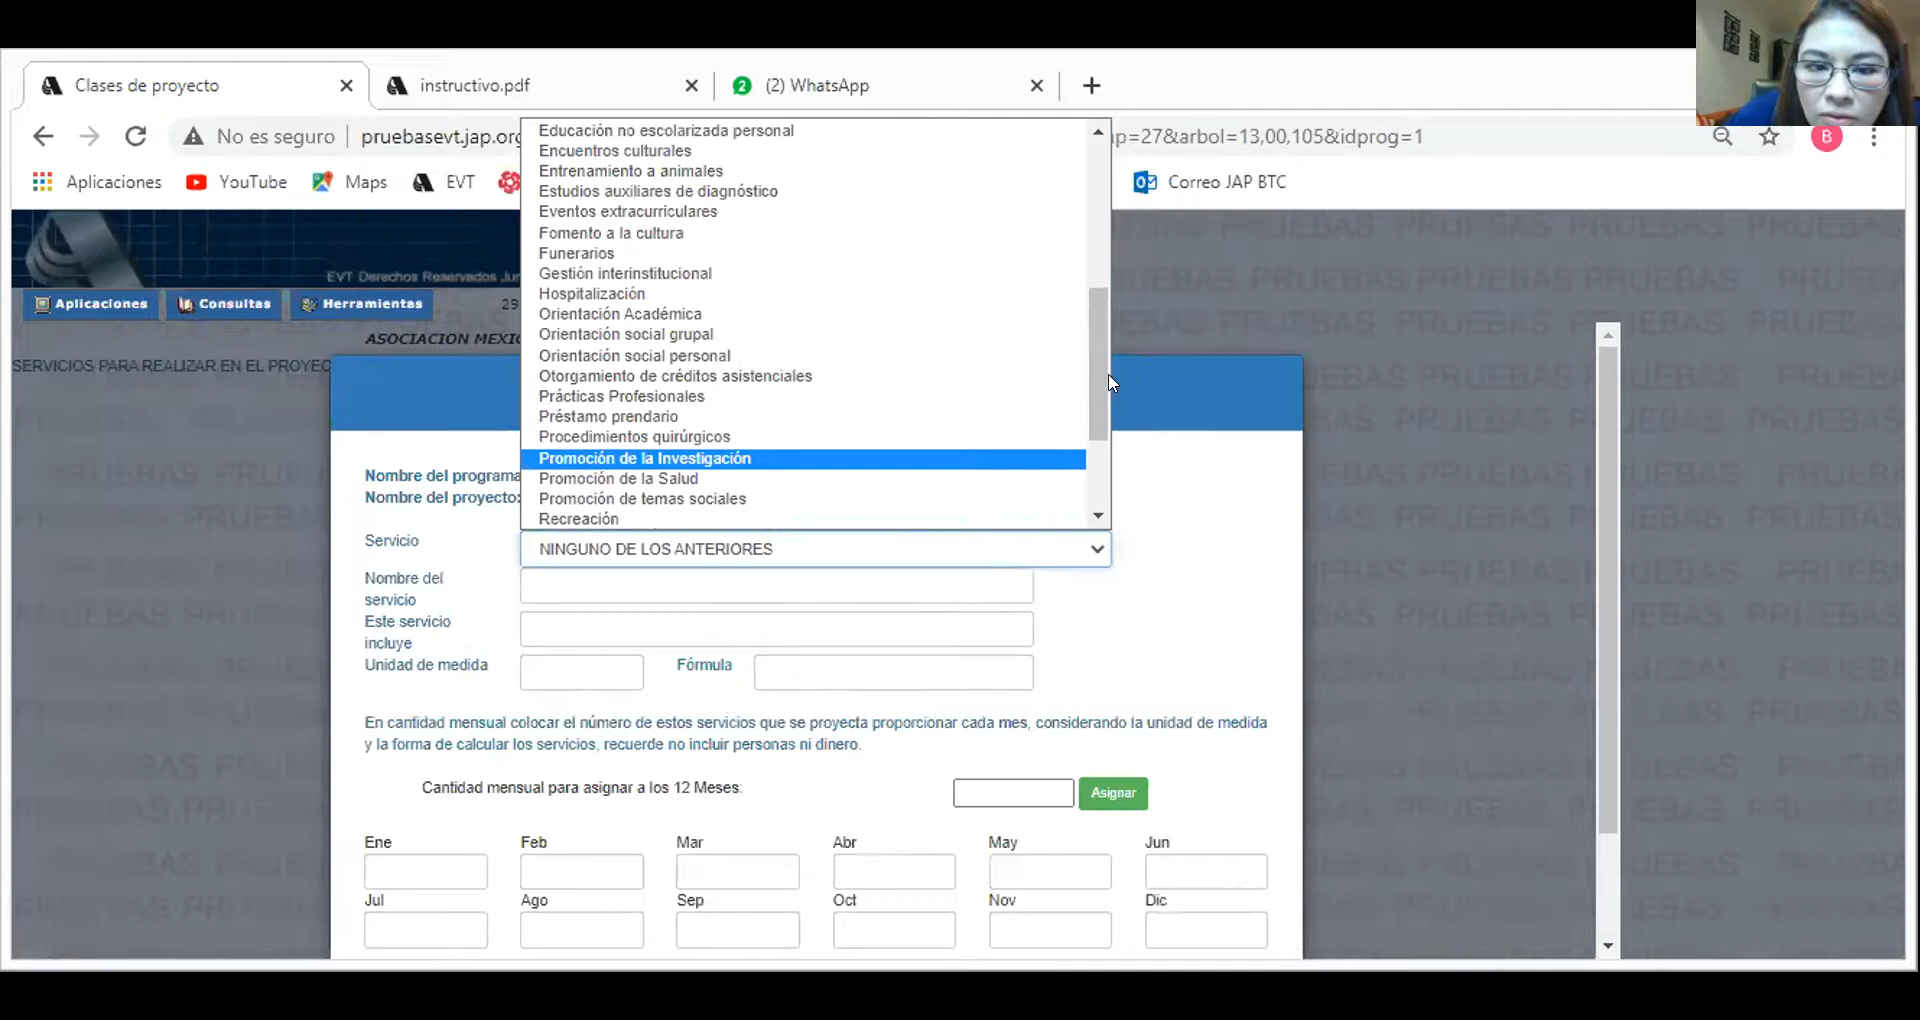 Clases de proyecto
instructivo.pdf
(2) WhatsApp
No es seguro
pruebasevt.jap.org
p=27&arbol=13,00,105&idprog=1
B
Aplicaciones
YouTube
Maps
EVT
Correo JAP BTC
EVT Derechos Reservados Jun
Aplicaciones
Consultas
Herramientas
29
ASOCIACION MEXIC
SERVICIOS PARA REALIZAR EN EL PROYEC
Educación no escolarizada personal
Encuentros culturales
Entrenamiento a animales
Estudios auxiliares de diagnóstico
Eventos extracurriculares
Fomento a la cultura
Funerarios
Gestión interinstitucional
Hospitalización
Orientación Académica
Orientación social grupal
Orientación social personal
Otorgamiento de créditos asistenciales
Prácticas Profesionales
Préstamo prendario
Procedimientos quirúrgicos
Promoción de la Investigación
Promoción de la Salud
Promoción de temas sociales
Recreación
Nombre del programa
Nombre del proyecto:
Servicio
NINGUNO DE LOS ANTERIORES
Nombre del
servicio
Este servicio
incluye
Unidad de medida
Fórmula
En cantidad mensual colocar el número de estos servicios que se proyecta proporcionar cada mes, considerando la unidad de medida
y la forma de calcular los servicios, recuerde no incluir personas ni dinero.
Cantidad mensual para asignar a los 12 Meses:
Asignar
Ene Feb Mar Abr May Jun
Jul Ago Sep Oct Nov Dic
PRUEBAS PRUEBAS PRUEBAS PRUEBAS